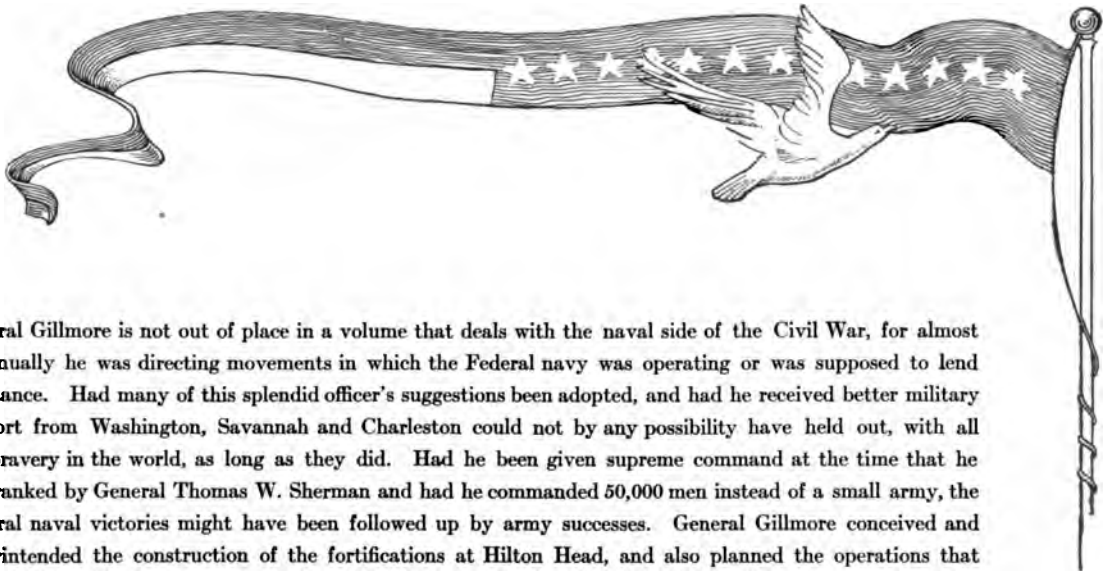 ral Gillmore is not out of place in a volume that deals with the naval side of the Civil War, for almost
nually he was directing movements in which the Federal navy was operating or was supposed to lend
ance. Had many of this splendid officer's suggestions been adopted, and had he received better military
ort from Washington, Savannah and Charleston could not by any possibility have held out, with all
ravery in the world, as long as they did. Had he been given supreme command at the time that he
anked by General Thomas W. Sherman and had he commanded 50,000 men instead of a small army, the
ral naval victories might have been followed up by army successes. General Gillmore conceived and
rintended the construction of the fortifications at Hilton Head, and also planned the operations that